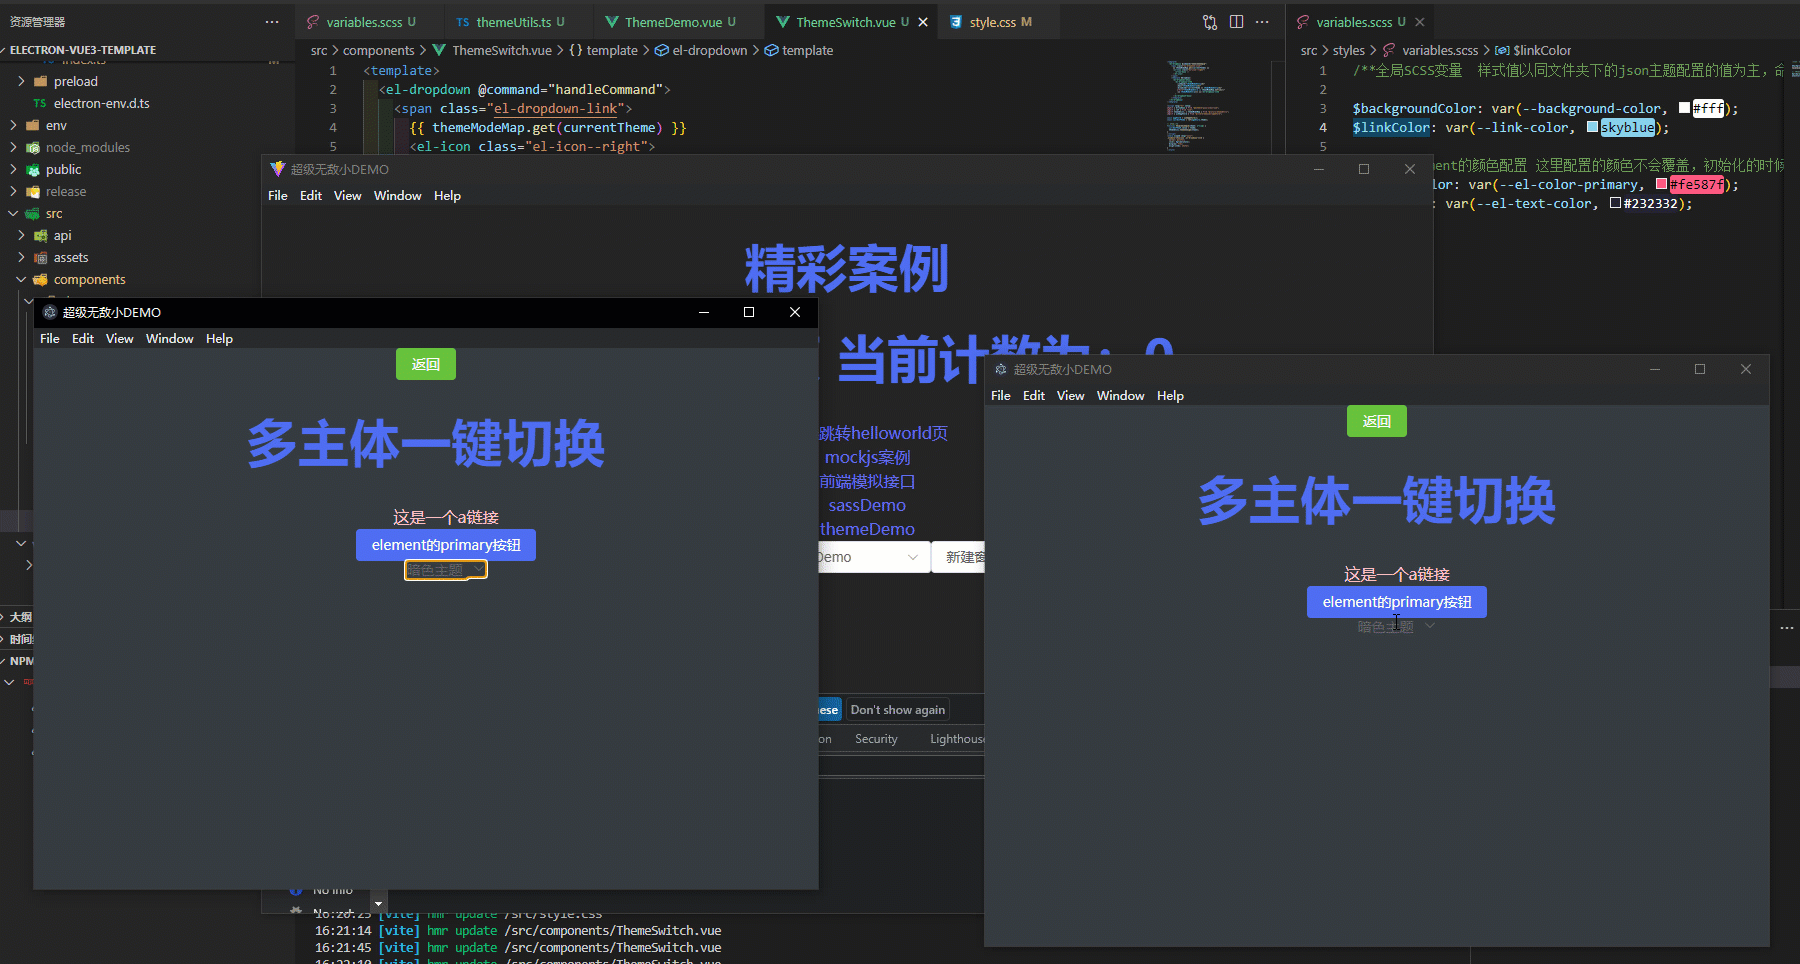 资源管理器
ELECTRON-VUE3-TEMPLATE
preload
TS electron-env.d.ts
env
node_modules
public
release
src
api
assets
components
大纲
NPM
variables.scss U
TS themeUtils.ts U
ThemeDemo.vue U
ThemeSwitch.vue U
style.css M
src > components > ThemeSwitch.vue > {} template > el-dropdown > template
1 <template>
2 <el-dropdown @command="handleCommand">
3 <span class="el-dropdown-link">
4 {{ themeModeMap.get(currentTheme) }}
5 <el-icon class="el-icon--right">
variables.scss U
src > styles > variables.scss > $linkColor
1 /**全局SCSS变量 样式值以同文件夹下的json主题配置的值为主，
2
3 $backgroundColor: var(--background-color, #fff);
4 $linkColor: var(--link-color, skyblue);
5
ment的颜色配置 这里配置的颜色不会覆盖，初始化的时候
lor: var(--el-color-primary, #fe587f);
: var(--el-text-color, #232332);
超级无敌小DEMO
File Edit View Window Help
精彩案例
当前计数为：0
跳转helloworld页
mockjs案例
前端模拟接口
sassDemo
themeDemo
Demo
新建窗
Don't show again
on Security Lighthouse
超级无敌小DEMO
File Edit View Window Help
返回
多主体一键切换
这是一个a链接
element的primary按钮
暗色主题
超级无敌小DEMO
File Edit View Window Help
返回
多主体一键切换
这是一个a链接
element的primary按钮
暗色主题
No info
[vite] hmr update /src/style.css
16:21:14 [vite] hmr update /src/components/ThemeSwitch.vue
16:21:45 [vite] hmr update /src/components/ThemeSwitch.vue
16:22:10 [vite] hmr update /src/components/ThemeSwitch.vue